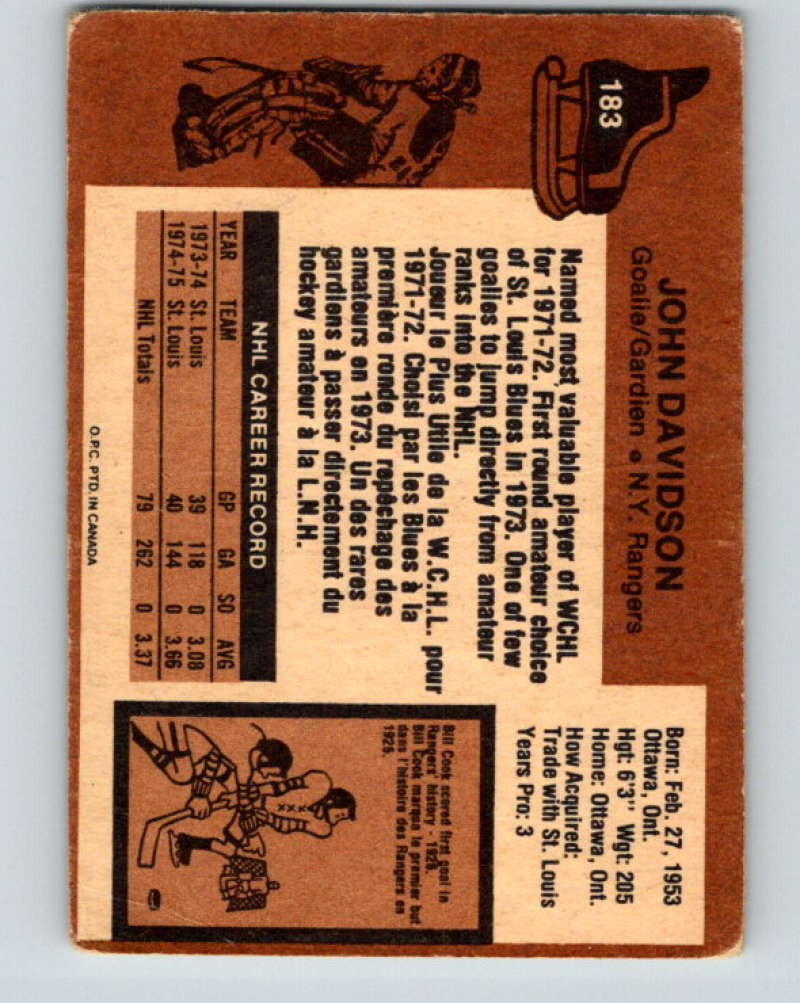 183
JOHN DAVIDSON
Goalie/Gardien • N.Y. Rangers
Born: Feb. 27, 1953
Ottawa, Ont.
Hgt: 6'3" Wgt: 205
Home: Ottawa, Ont.
How Acquired:
Trade with St. Louis
Years Pro: 3
Named most valuable player of WCHL
for 1971-72. First round amateur choice
of St. Louis Blues in 1973. One of few
goalies to jump directly from amateur
ranks into the NHL.
Joueur le Plus Utile de la W.C.H.L. pour
1971-72. Choisi par les Blues à la
première ronde du repêchage des
amateurs en 1973. Un des rares
gardiens à passer directement du
hockey amateur à la L.N.H.
NHL CAREER RECORD
YEAR TEAM GP GA SO AVG
1973-74 St. Louis 39 118 0 3.08
1974-75 St. Louis 40 144 0 3.66
NHL Totals 79 262 0 3.37
Bill Cook scored first goal in
Rangers' history - 1926.
Bill Cook marque le premier but
dans l'histoire des Rangers en
1926.
O.P.C. PTD. IN CANADA